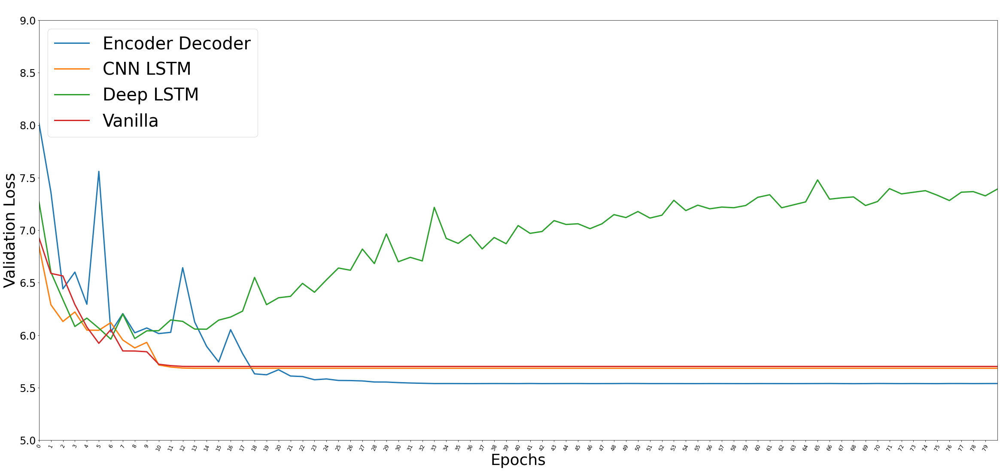 9.0
8.5
8.0
7.5
7.0
6.5
6.0
5.5
5.0
Validation Loss
Encoder Decoder
CNN LSTM
Deep LSTM
Vanilla
0 1 2 3 4 5 6 7 8 9 10 11 12 13 14 15 16 17 18 19 20 21 22 23 24 25 26 27 28 29 30 31 32 33 34 35 36 37 38 39 40 41 42 43 44 45 46 47 48 49 50 51 52 53 54 55 56 57 58 59 60 61 62 63 64 65 66 67 68 69 70 71 72 73 74 75 76 77 78 79
Epochs